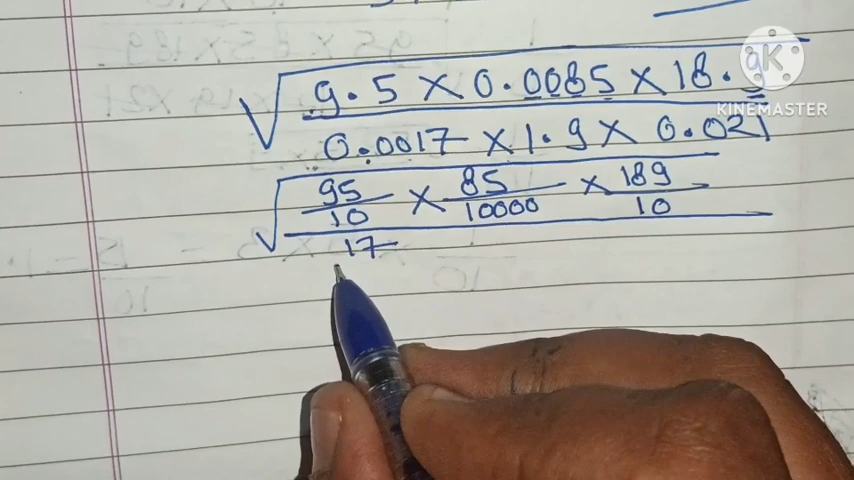 √ 9.5 × 0.0085 × 18.9
0.0017 × 1.9 × 0.021
KINEMASTER
√ 95/10 × 85/10000 × 189/10
17